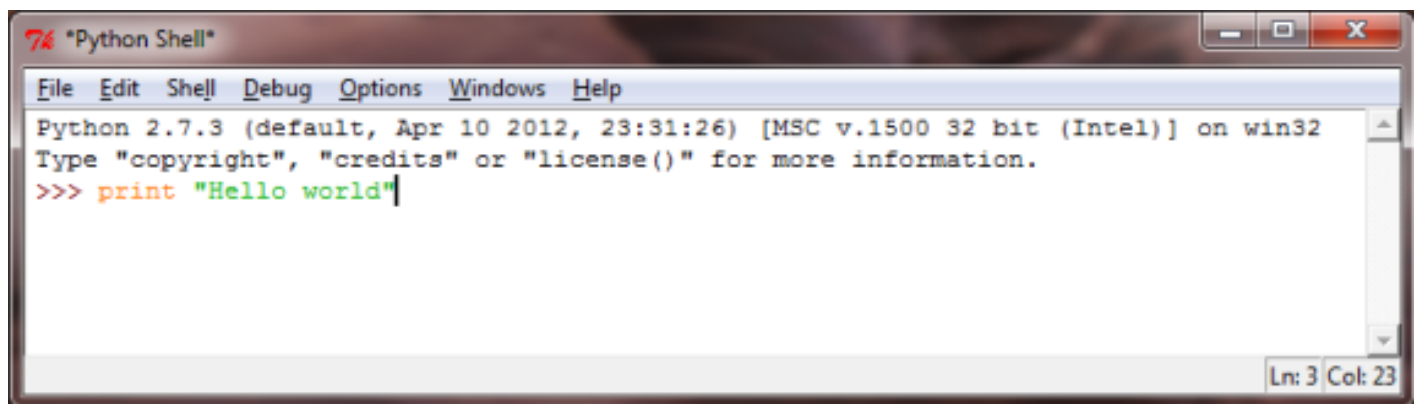 *Python Shell*
File Edit Shell Debug Options Windows Help
Python 2.7.3 (default, Apr 10 2012, 23:31:26) [MSC v.1500 32 bit (Intel)] on win32
Type "copyright", "credits" or "license()" for more information.
>>> print "Hello world"
Ln: 3 Col: 23